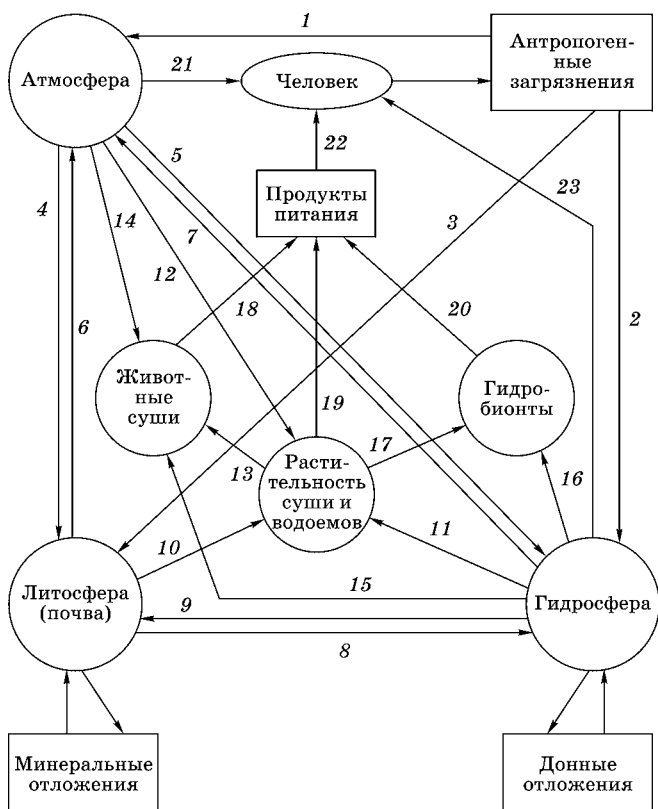 1
Атмосфера
21
Человек
Антропоген-
ные
загрязнения
22
5
23
Продукты
питания
4
14
7
3
12
18
20
6
2
Живот-
ные
суши
Гидро-
бионты
19
17
13
Расти-
тельность
суши и
водоемов
16
10
11
Литосфера
(почва)
15
9
Гидросфера
8
Минеральные
отложения
Донные
отложения